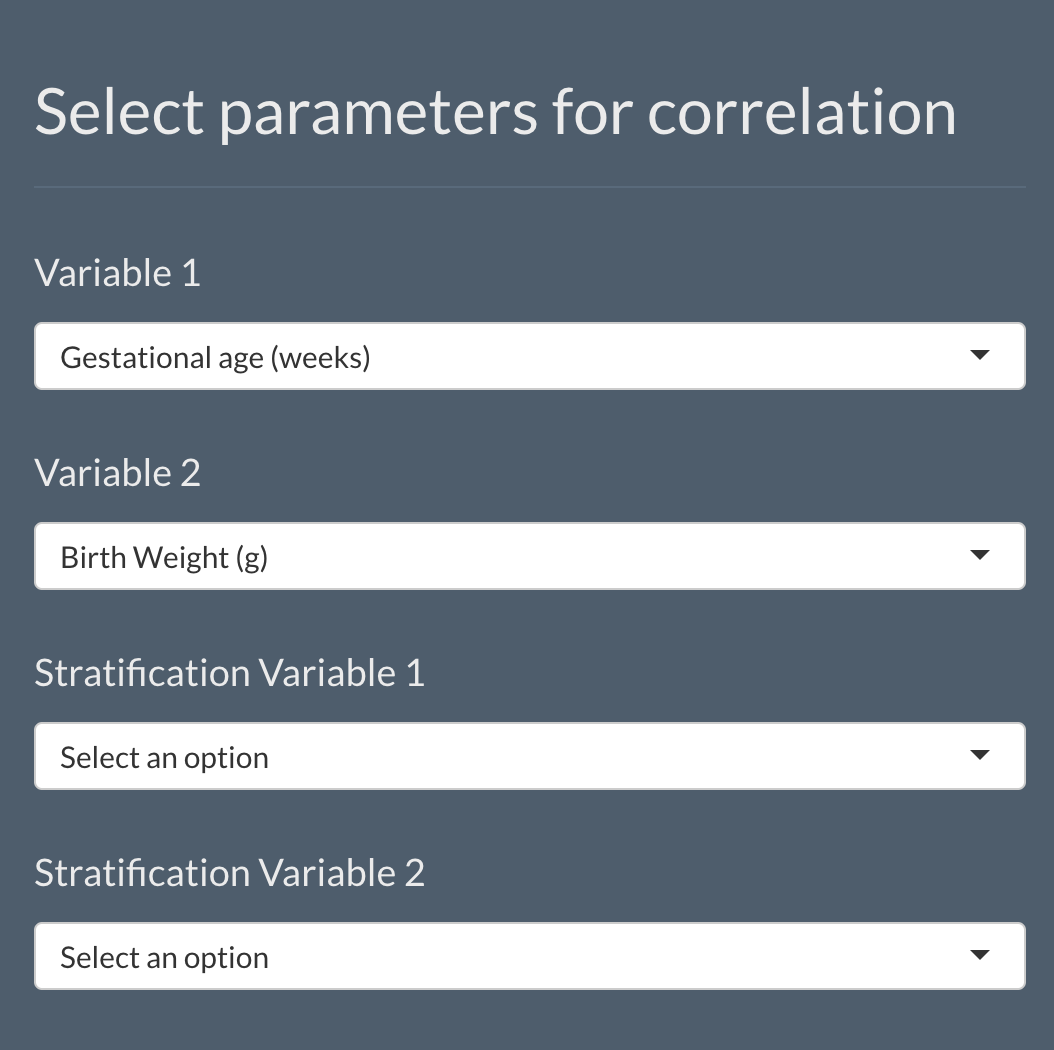 Select parameters for correlation
Variable 1
Gestational age (weeks)
Variable 2
Birth Weight (g)
Stratification Variable 1
Select an option
Stratification Variable 2
Select an option